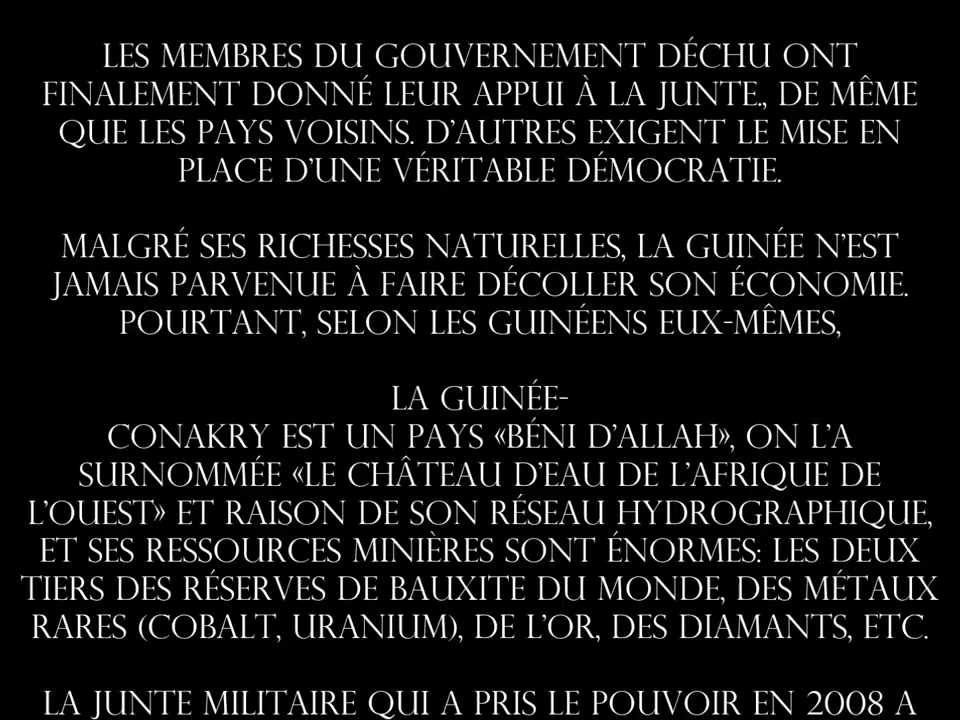 LES MEMBRES DU GOUVERNEMENT DÉCHU ONT
FINALEMENT DONNÉ LEUR APPUI À LA JUNTE., DE MÊME
QUE LES PAYS VOISINS. D'AUTRES EXIGENT LE MISE EN
PLACE D'UNE VÉRITABLE DÉMOCRATIE.
MALGRÉ SES RICHESSES NATURELLES, LA GUINÉE N'EST
JAMAIS PARVENUE À FAIRE DÉCOLLER SON ÉCONOMIE.
POURTANT, SELON LES GUINÉENS EUX-MÊMES,
LA GUINÉE-
CONAKRY EST UN PAYS «BÉNI D'ALLAH», ON L'A
SURNOMMÉE «LE CHÂTEAU D'EAU DE L'AFRIQUE DE
L'OUEST» ET RAISON DE SON RÉSEAU HYDROGRAPHIQUE,
ET SES RESSOURCES MINIÈRES SONT ÉNORMES: LES DEUX
TIERS DES RÉSERVES DE BAUXITE DU MONDE, DES MÉTAUX
RARES (COBALT, URANIUM), DE L'OR, DES DIAMANTS, ETC.
LA JUNTE MILITAIRE QUI A PRIS LE POUVOIR EN 2008 A